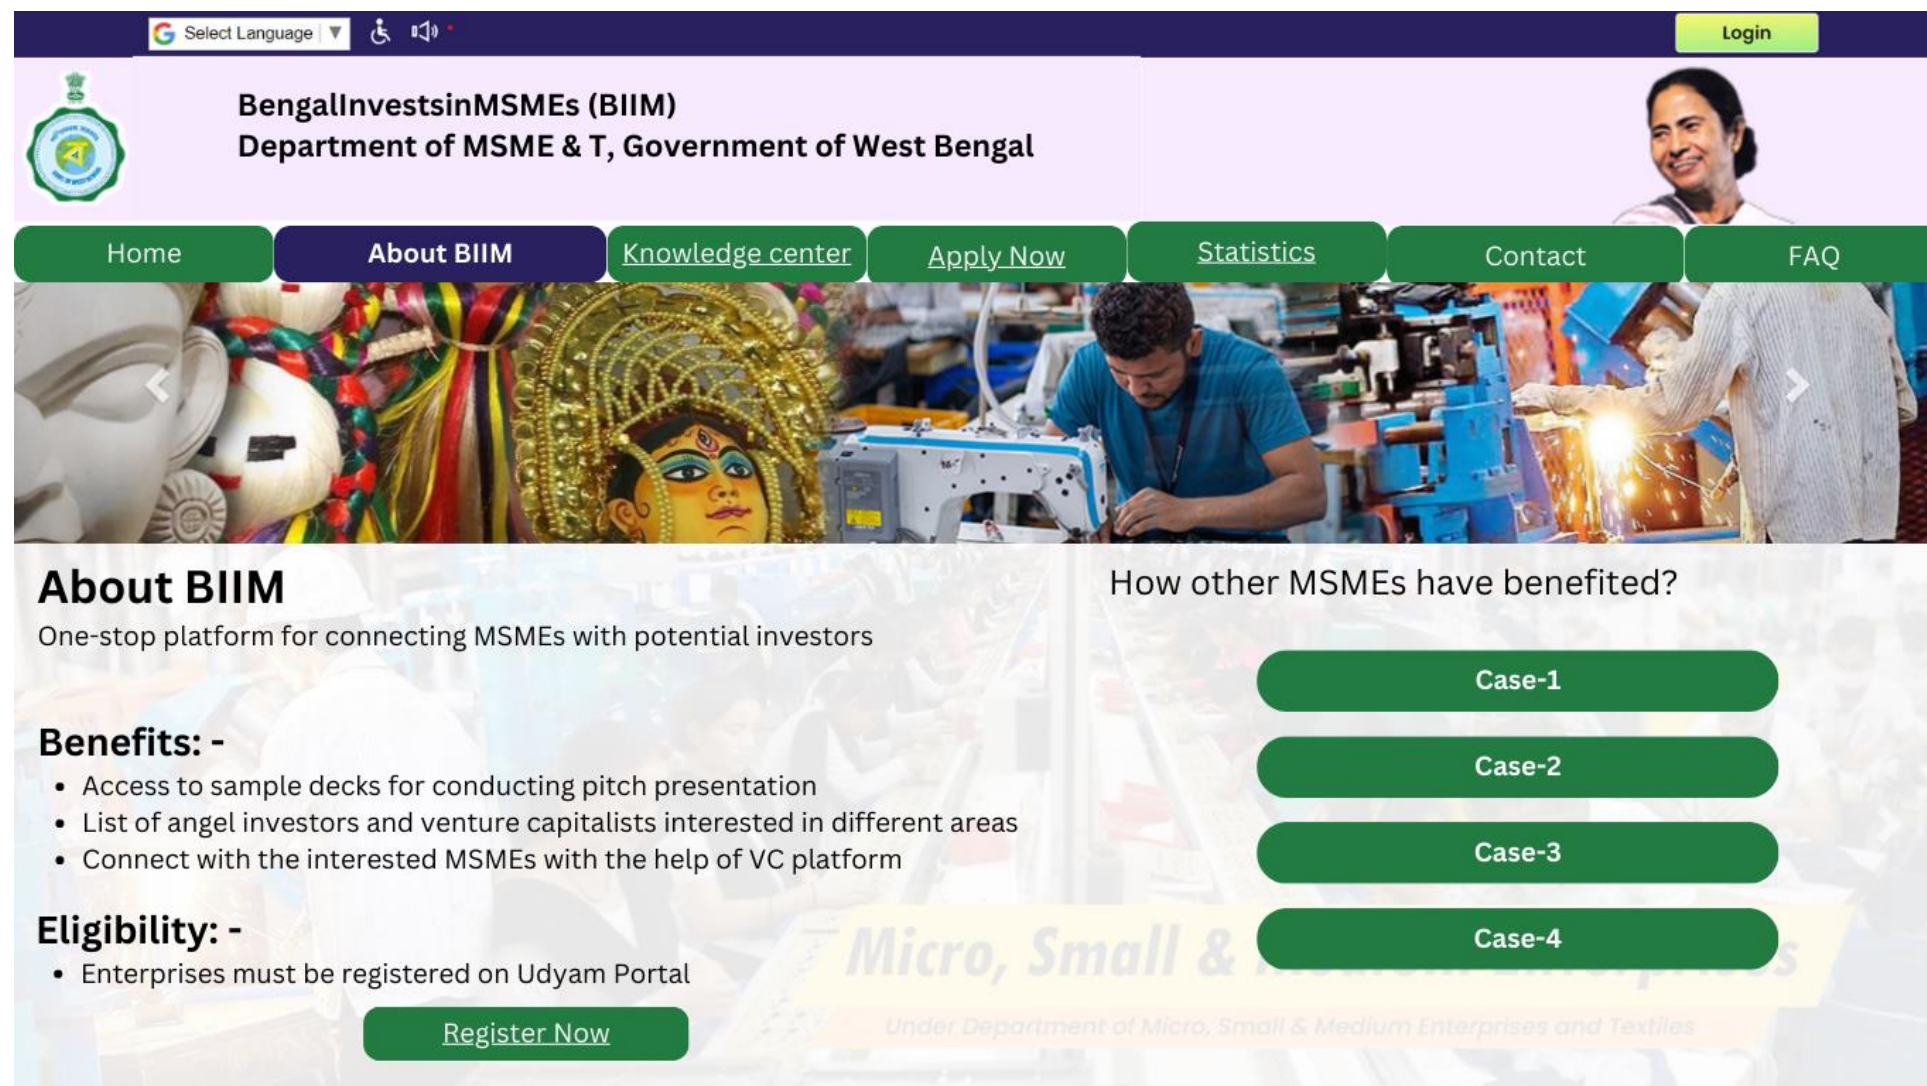 Select Language ▼
Login
BengalInvestsinMSMEs (BIIM)
Department of MSME & T, Government of West Bengal
Home
About BIIM
Knowledge center
Apply Now
Statistics
Contact
FAQ
About BIIM
One-stop platform for connecting MSMEs with potential investors
Benefits: -
• Access to sample decks for conducting pitch presentation
• List of angel investors and venture capitalists interested in different areas
• Connect with the interested MSMEs with the help of VC platform
Eligibility: -
• Enterprises must be registered on Udyam Portal
Register Now
How other MSMEs have benefited?
Case-1
Case-2
Case-3
Case-4
Micro, Small &
Under Department of Micro, Small & Medium Enterprises and Textiles